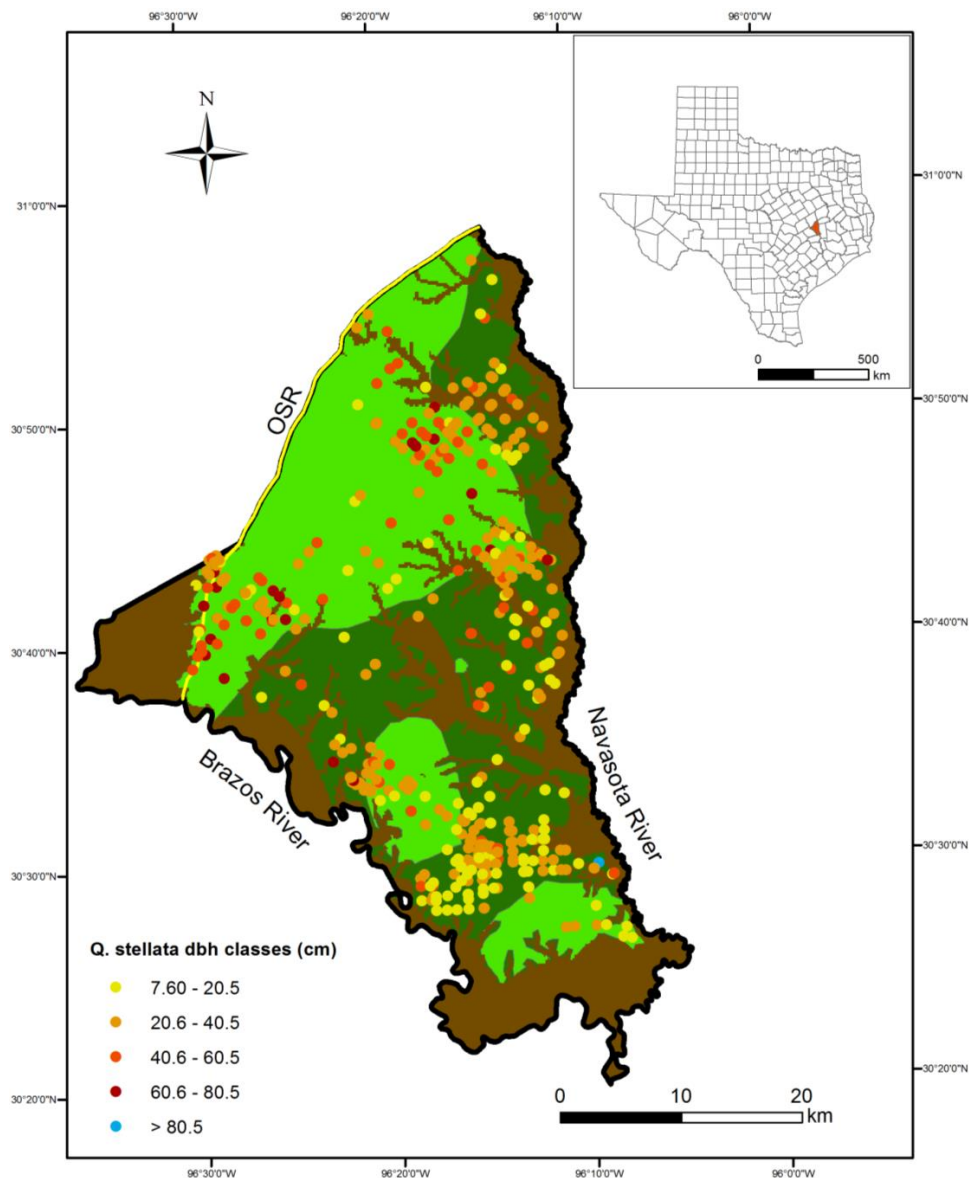 96°30'0"W 96°20'0"W 96°10'0"W 96°0'0"W
N
31°0'0"N
31°0'0"N
0 500
km
30°50'0"N
OSR
30°50'0"N
30°40'0"N
30°40'0"N
Brazos River
Navasota River
30°30'0"N
30°30'0"N
Q. stellata dbh classes (cm)
7.60 - 20.5
20.6 - 40.5
40.6 - 60.5
60.6 - 80.5
> 80.5
0 10 20
km
30°20'0"N
30°20'0"N
96°30'0"W 96°20'0"W 96°10'0"W 96°0'0"W